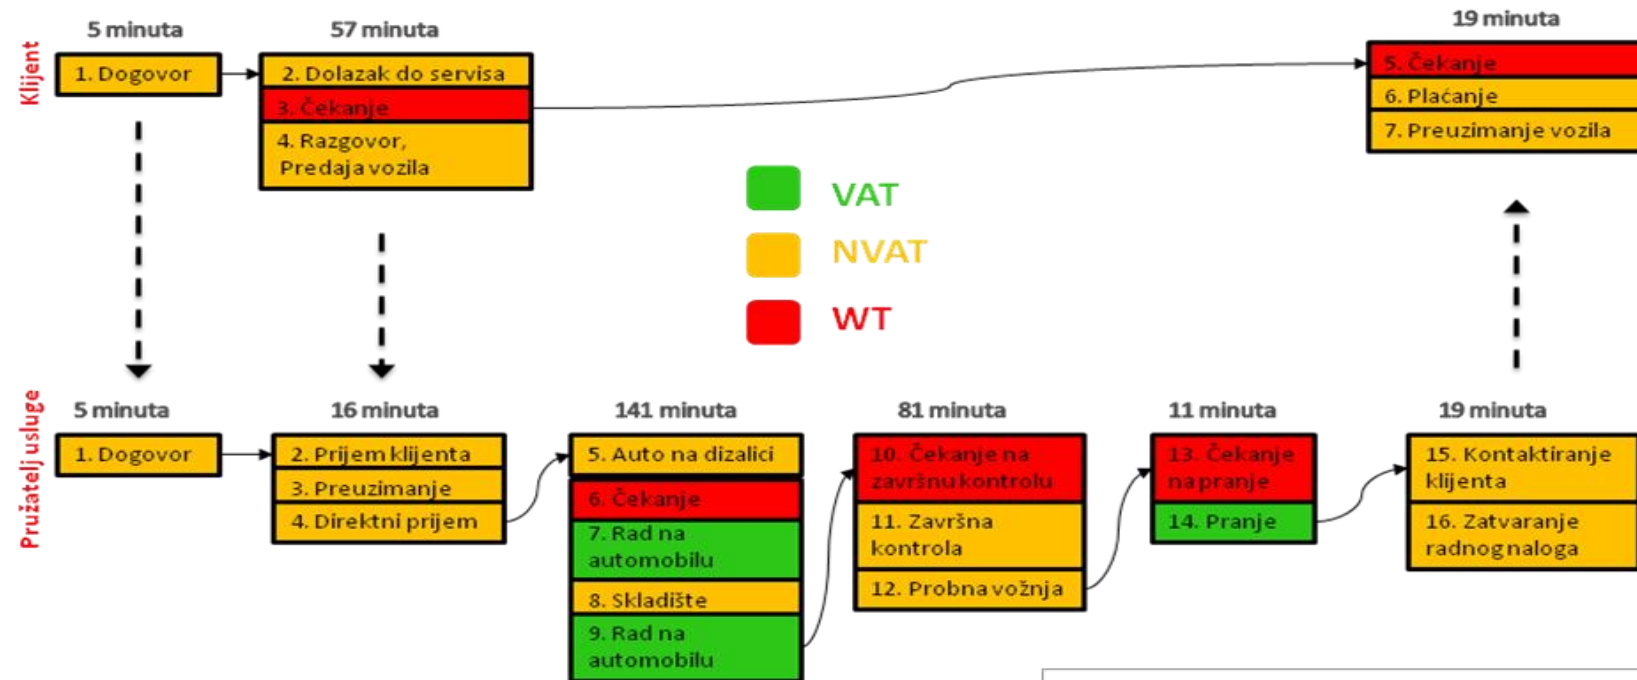 Klijent
5 minuta
1. Dogovor
57 minuta
2. Dolazak do servisa
3. Čekanje
4. Razgovor,
Predaja vozila
19 minuta
5. Čekanje
6. Plaćanje
7. Preuzimanje vozila
VAT
NVAT
WT
Pružatelj usluge
5 minuta
1. Dogovor
16 minuta
2. Prijem klijenta
3. Preuzimanje
4. Direktni prijem
141 minuta
5. Auto na dizalici
6. Čekanje
7. Rad na
automobilu
8. Skladište
9. Rad na
automobilu
81 minuta
10. Čekanje na
završnu kontrolu
11. Završna
kontrola
12. Probna vožnja
11 minuta
13. Čekanje
na pranje
14. Pranje
19 minuta
15. Kontaktiranje
klijenta
16. Zatvaranje
radnog naloga